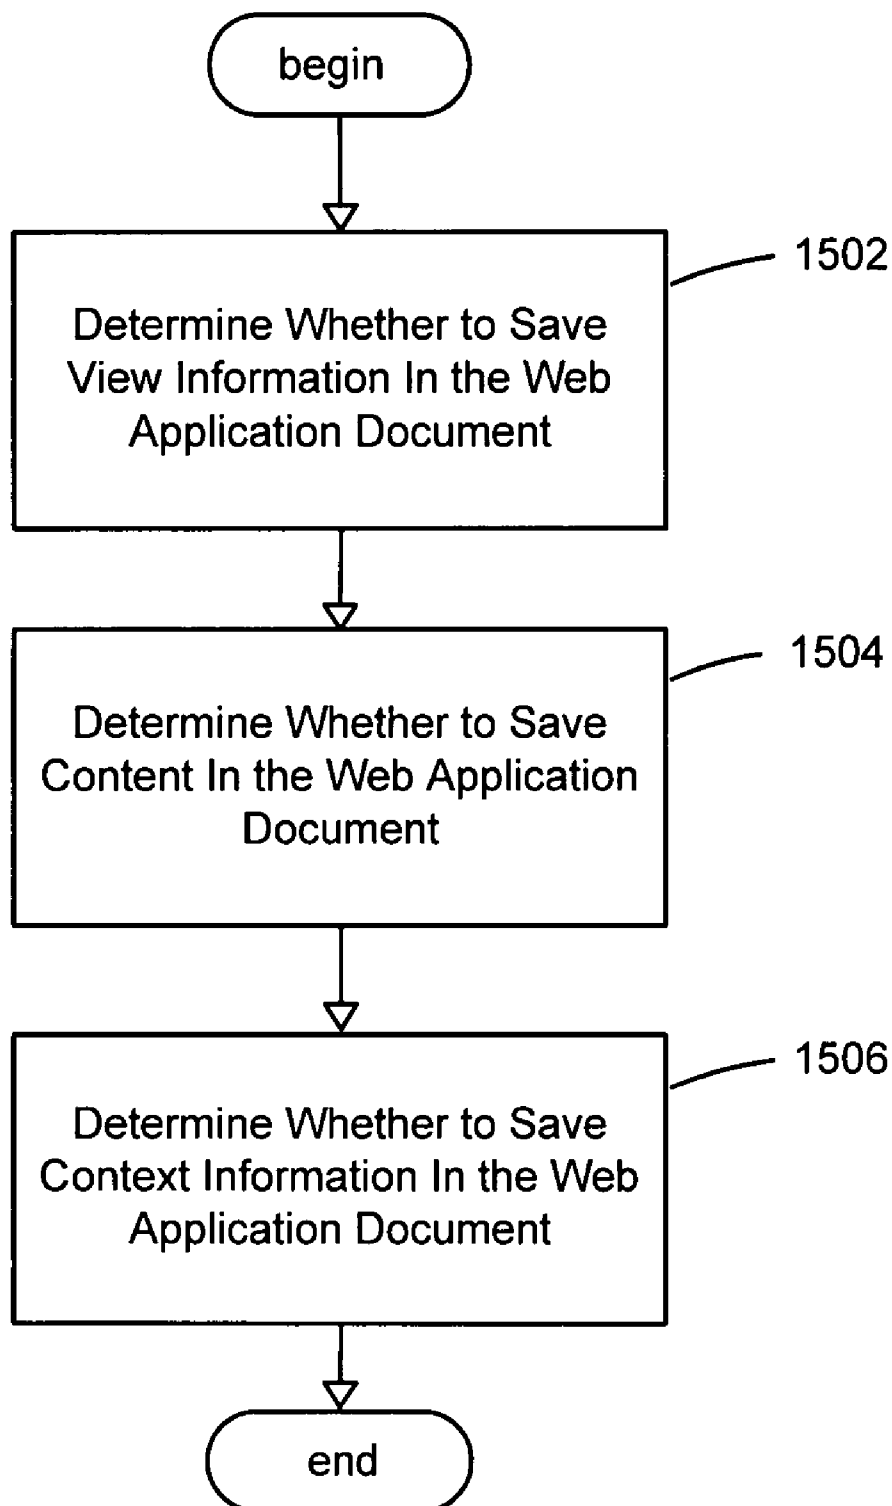 begin
1502
Determine Whether to Save
View Information In the Web
Application Document
1504
Determine Whether to Save
Content In the Web Application
Document
1506
Determine Whether to Save
Context Information In the Web
Application Document
end